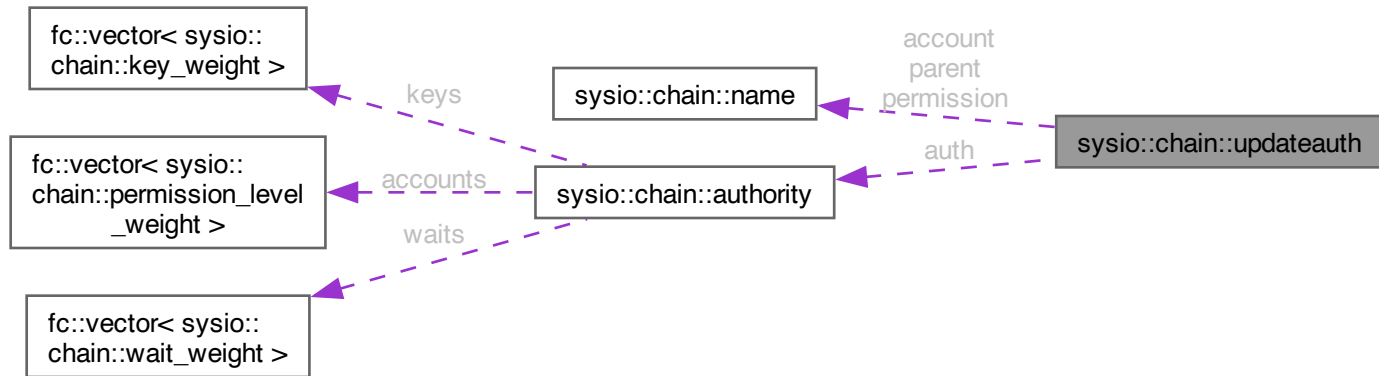 fc::vector< sysio::
chain::key_weight >
keys
sysio::chain::name
account
parent
permission
sysio::chain::updateauth
fc::vector< sysio::
chain::permission_level
_weight >
accounts
sysio::chain::authority
auth
waits
fc::vector< sysio::
chain::wait_weight >